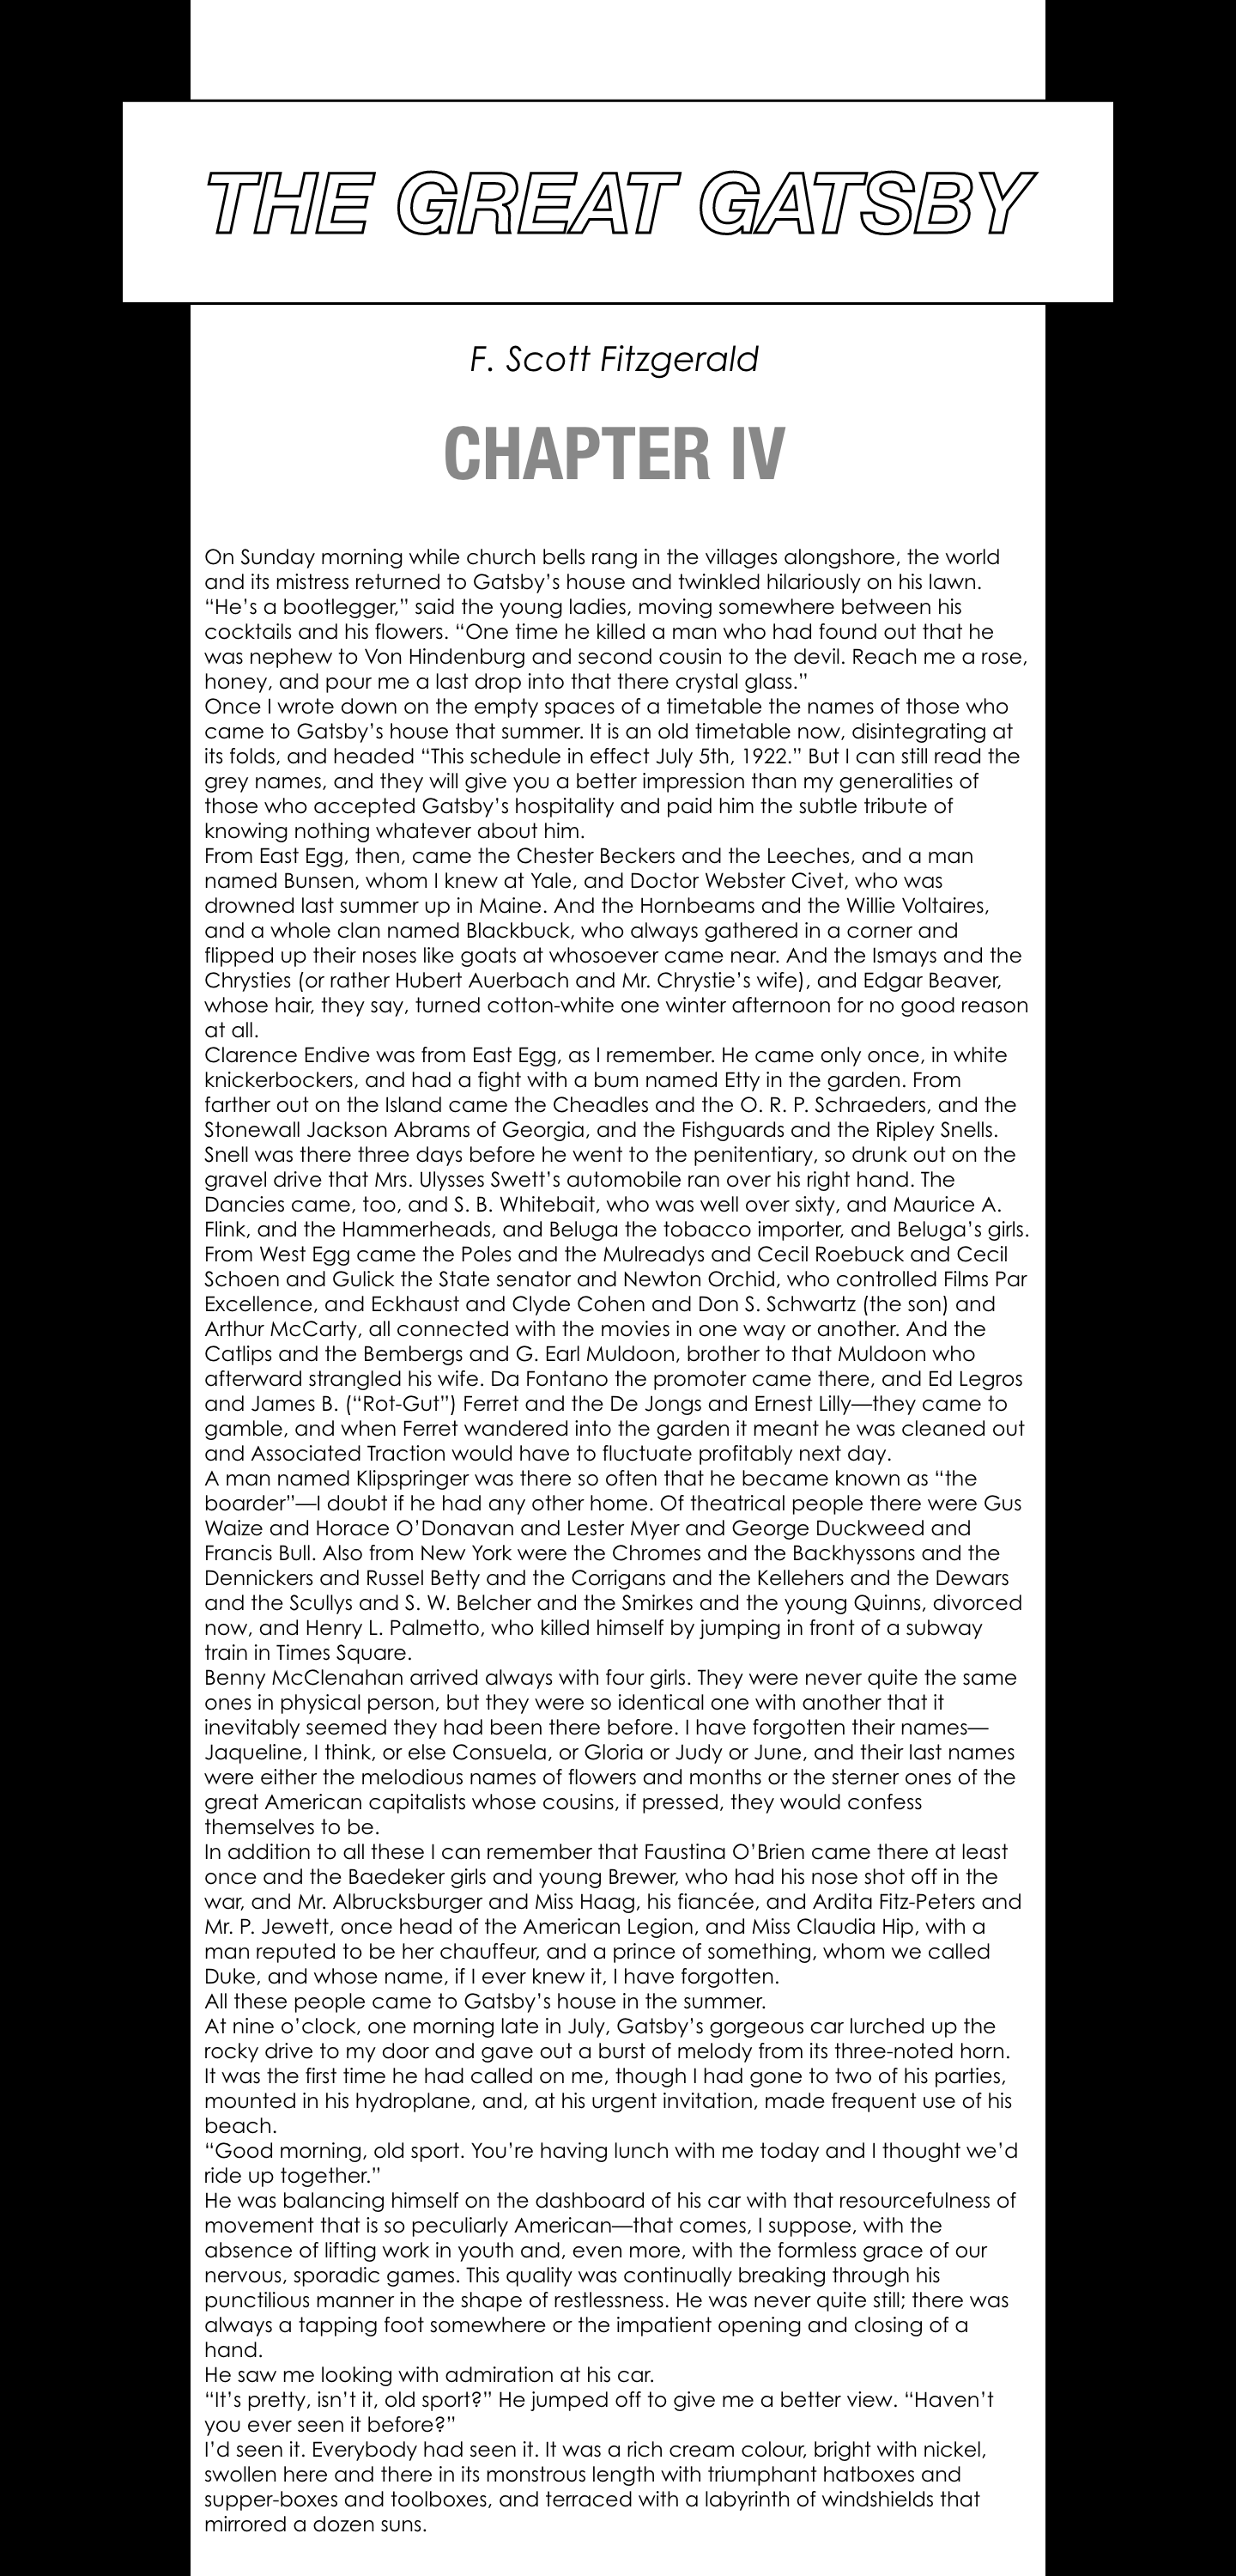 THE GREAT GATSBY
F. Scott Fitzgerald
CHAPTER IV
On Sunday morning while church bells rang in the villages alongshore, the world
and its mistress returned to Gatsby’s house and twinkled hilariously on his lawn.
“He’s a bootlegger,” said the young ladies, moving somewhere between his
cocktails and his flowers. “One time he killed a man who had found out that he
was nephew to Von Hindenburg and second cousin to the devil. Reach me a rose,
honey, and pour me a last drop into that there crystal glass.”
Once I wrote down on the empty spaces of a timetable the names of those who
came to Gatsby’s house that summer. It is an old timetable now, disintegrating at
its folds, and headed “This schedule in effect July 5th, 1922.” But I can still read the
grey names, and they will give you a better impression than my generalities of
those who accepted Gatsby’s hospitality and paid him the subtle tribute of
knowing nothing whatever about him.
From East Egg, then, came the Chester Beckers and the Leeches, and a man
named Bunsen, whom I knew at Yale, and Doctor Webster Civet, who was
drowned last summer up in Maine. And the Hornbeams and the Willie Voltaires,
and a whole clan named Blackbuck, who always gathered in a corner and
flipped up their noses like goats at whosoever came near. And the Ismays and the
Chrysties (or rather Hubert Auerbach and Mr. Chrystie’s wife), and Edgar Beaver,
whose hair, they say, turned cotton-white one winter afternoon for no good reason
at all.
Clarence Endive was from East Egg, as I remember. He came only once, in white
knickerbockers, and had a fight with a bum named Etty in the garden. From
farther out on the Island came the Cheadles and the O. R. P. Schraeders, and the
Stonewall Jackson Abrams of Georgia, and the Fishguards and the Ripley Snells.
Snell was there three days before he went to the penitentiary, so drunk out on the
gravel drive that Mrs. Ulysses Swett’s automobile ran over his right hand. The
Dancies came, too, and S. B. Whitebait, who was well over sixty, and Maurice A.
Flink, and the Hammerheads, and Beluga the tobacco importer, and Beluga’s girls.
From West Egg came the Poles and the Mulreadys and Cecil Roebuck and Cecil
Schoen and Gulick the State senator and Newton Orchid, who controlled Films Par
Excellence, and Eckhaust and Clyde Cohen and Don S. Schwartz (the son) and
Arthur McCarty, all connected with the movies in one way or another. And the
Catlips and the Bembergs and G. Earl Muldoon, brother to that Muldoon who
afterward strangled his wife. Da Fontano the promoter came there, and Ed Legros
and James B. (“Rot-Gut”) Ferret and the De Jongs and Ernest Lilly—they came to
gamble, and when Ferret wandered into the garden it meant he was cleaned out
and Associated Traction would have to fluctuate profitably next day.
A man named Klipspringer was there so often that he became known as “the
boarder”—I doubt if he had any other home. Of theatrical people there were Gus
Waize and Horace O’Donavan and Lester Myer and George Duckweed and
Francis Bull. Also from New York were the Chromes and the Backhyssons and the
Dennickers and Russel Betty and the Corrigans and the Kellehers and the Dewars
and the Scullys and S. W. Belcher and the Smirkes and the young Quinns, divorced
now, and Henry L. Palmetto, who killed himself by jumping in front of a subway
train in Times Square.
Benny McClenahan arrived always with four girls. They were never quite the same
ones in physical person, but they were so identical one with another that it
inevitably seemed they had been there before. I have forgotten their names—
Jaqueline, I think, or else Consuela, or Gloria or Judy or June, and their last names
were either the melodious names of flowers and months or the sterner ones of the
great American capitalists whose cousins, if pressed, they would confess
themselves to be.
In addition to all these I can remember that Faustina O’Brien came there at least
once and the Baedeker girls and young Brewer, who had his nose shot off in the
war, and Mr. Albrucksburger and Miss Haag, his fiancée, and Ardita Fitz-Peters and
Mr. P. Jewett, once head of the American Legion, and Miss Claudia Hip, with a
man reputed to be her chauffeur, and a prince of something, whom we called
Duke, and whose name, if I ever knew it, I have forgotten.
All these people came to Gatsby’s house in the summer.
At nine o’clock, one morning late in July, Gatsby’s gorgeous car lurched up the
rocky drive to my door and gave out a burst of melody from its three-noted horn.
It was the first time he had called on me, though I had gone to two of his parties,
mounted in his hydroplane, and, at his urgent invitation, made frequent use of his
beach.
“Good morning, old sport. You’re having lunch with me today and I thought we’d
ride up together.”
He was balancing himself on the dashboard of his car with that resourcefulness of
movement that is so peculiarly American—that comes, I suppose, with the
absence of lifting work in youth and, even more, with the formless grace of our
nervous, sporadic games. This quality was continually breaking through his
punctilious manner in the shape of restlessness. He was never quite still; there was
always a tapping foot somewhere or the impatient opening and closing of a
hand.
He saw me looking with admiration at his car.
“It’s pretty, isn’t it, old sport?” He jumped off to give me a better view. “Haven’t
you ever seen it before?”
I’d seen it. Everybody had seen it. It was a rich cream colour, bright with nickel,
swollen here and there in its monstrous length with triumphant hatboxes and
supper-boxes and toolboxes, and terraced with a labyrinth of windshields that
mirrored a dozen suns.